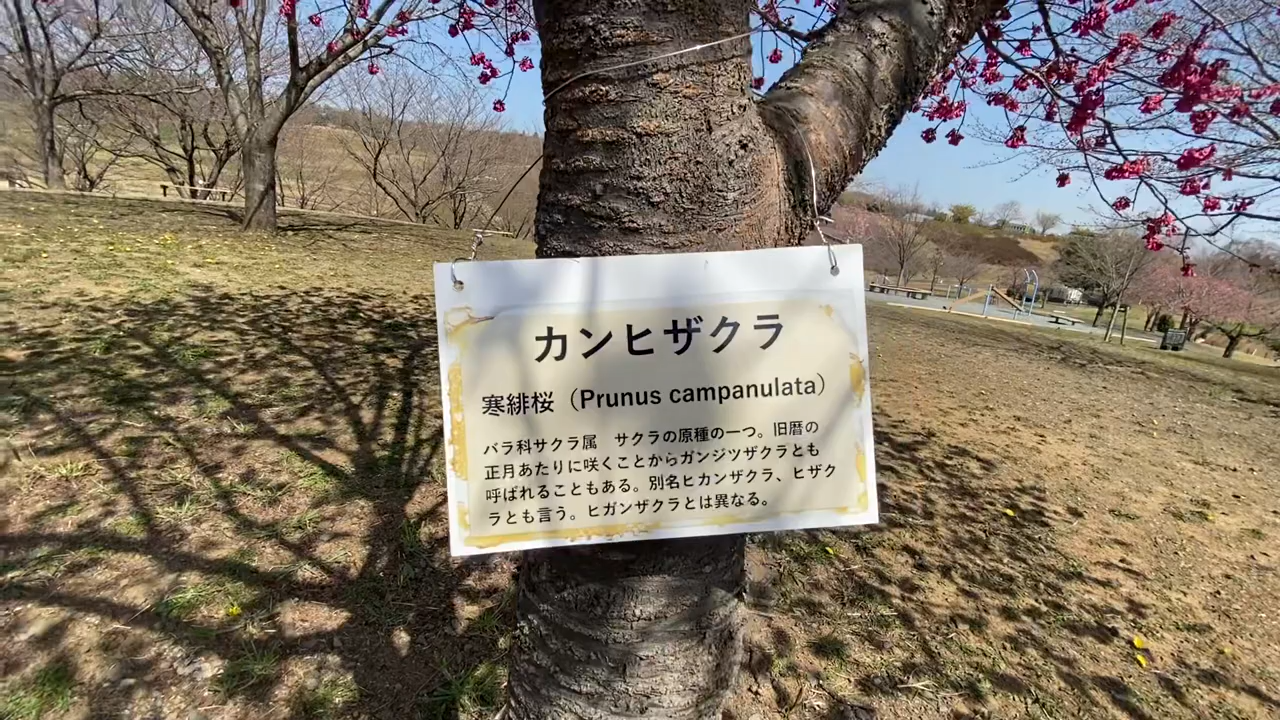 カンヒザクラ
寒緋桜（Prunus campanulata）
バラ科サクラ属　サクラの原種の一つ。旧暦の
正月あたりに咲くことからガンジツザクラとも
呼ばれることもある。別名ヒカンザクラ、ヒザク
ラとも言う。ヒガンザクラとは異なる。